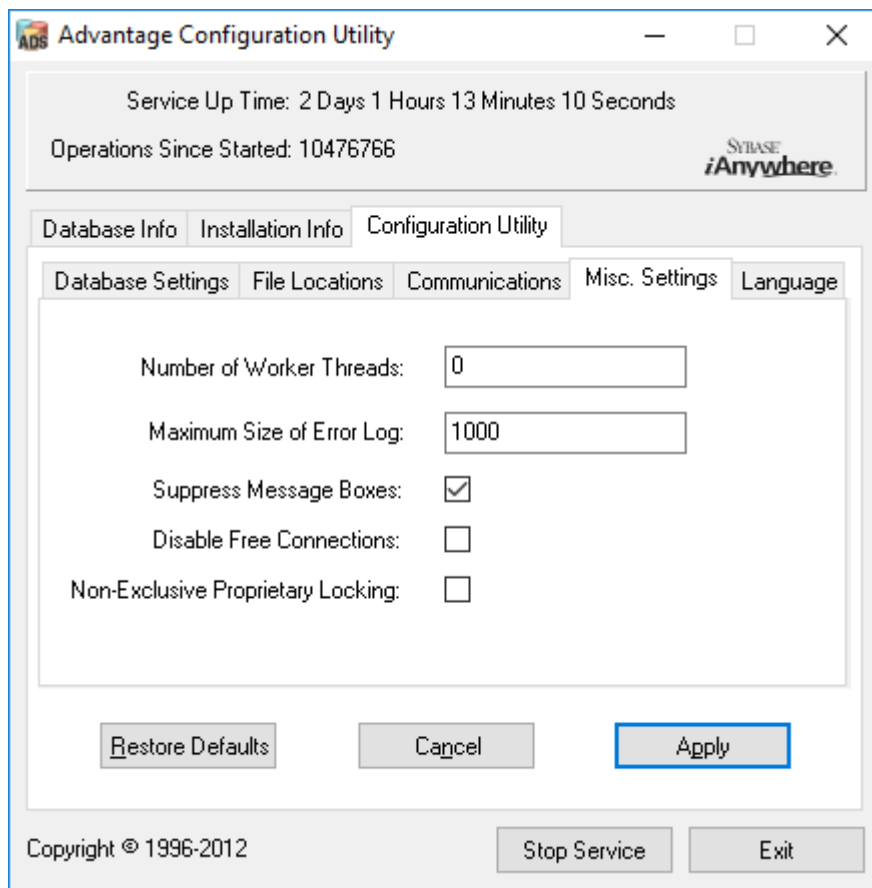 ADS Advantage Configuration Utility
Service Up Time: 2 Days 1 Hours 13 Minutes 10 Seconds
Operations Since Started: 10476766
SYBASE
iAnywhere.
Database Info Installation Info Configuration Utility
Database Settings File Locations Communications Misc. Settings Language
Number of Worker Threads: 0
Maximum Size of Error Log: 1000
Suppress Message Boxes:
Disable Free Connections:
Non-Exclusive Proprietary Locking:
Restore Defaults Cancel Apply
Copyright © 1996-2012 Stop Service Exit